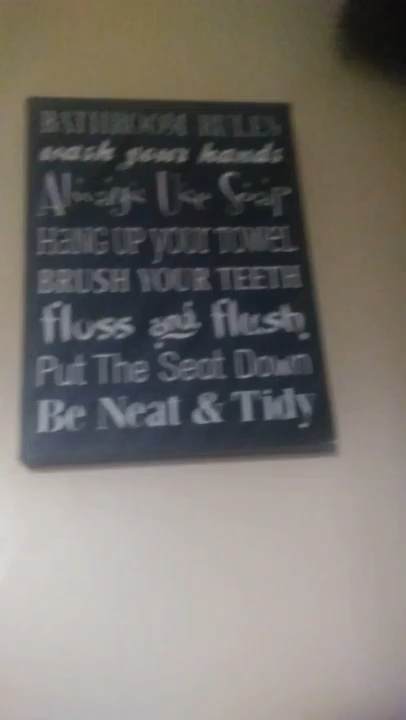 BATHROOM RULES
wash your hands
Always Use Soap
HANG UP YOUR TOWEL
BRUSH YOUR TEETH
floss and flush
Put The Seat Down
Be Neat & Tidy